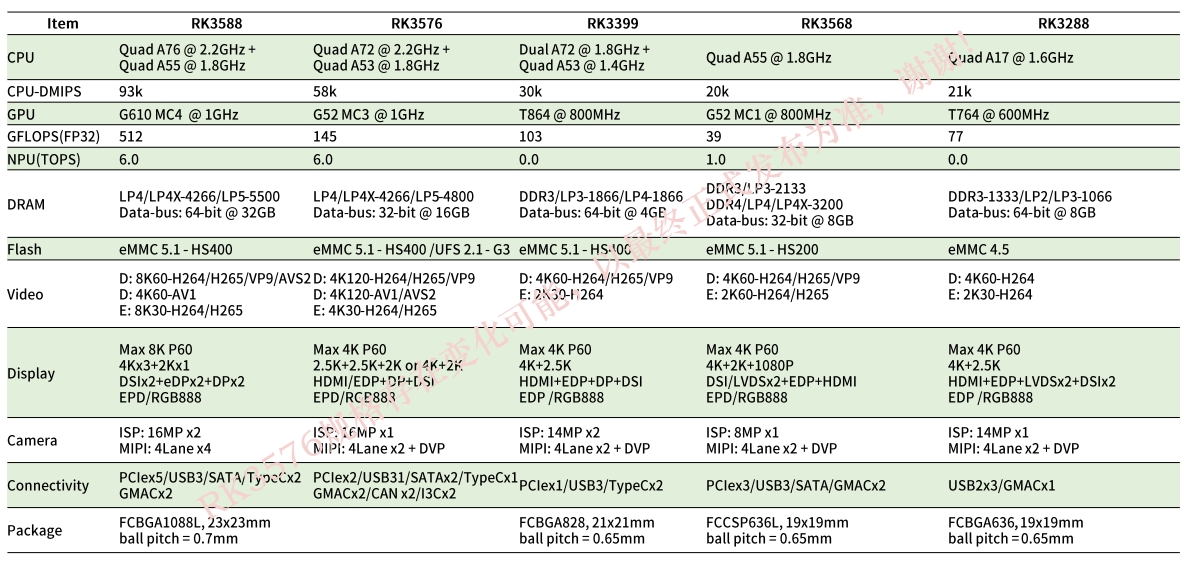 Item RK3588 RK3576 RK3399 RK3568 RK3288
CPU
Quad A76 @ 2.2GHz + Quad A72 @ 2.2GHz + Dual A72 @ 1.8GHz + Quad A55 @ 1.8GHz Quad A17 @ 1.6GHz
Quad A55 @ 1.8GHz Quad A53 @ 1.8GHz Quad A53 @ 1.4GHz
CPU-DMIPS 93k 58k 30k 20k 21k
GPU G610 MC4 @ 1GHz G52 MC3 @ 1GHz T864 @ 800MHz G52 MC1 @ 800MHz T764 @ 600MHz
GFLOPS(FP32) 512 145 103 39 77
NPU(TOPS) 6.0 6.0 0.0 1.0 0.0
DRAM
LP4/LP4X-4266/LP5-5500
Data-bus: 64-bit @ 32GB
LP4/LP4X-4266/LP5-4800
Data-bus: 32-bit @ 16GB
DDR3/LP3-1866/LP4-1866
Data-bus: 64-bit @ 4GB
DDR3/LP3-2133
DDR4/LP4/LP4X-3200
Data-bus: 32-bit @ 8GB
DDR3-1333/LP2/LP3-1066
Data-bus: 64-bit @ 8GB
Flash eMMC 5.1 - HS400 eMMC 5.1 - HS400 /UFS 2.1 - G3 eMMC 5.1 - HS400 eMMC 5.1 - HS200 eMMC 4.5
Video
D: 8K60-H264/H265/VP9/AVS2
D: 4K60-AV1
E: 8K30-H264/H265
D: 4K120-H264/H265/VP9
D: 4K120-AV1/AVS2
E: 4K30-H264/H265
D: 4K60-H264/H265/VP9
E: 2K30-H264
D: 4K60-H264/H265/VP9
E: 2K60-H264/H265
D: 4K60-H264
E: 2K30-H264
Display
Max 8K P60
4Kx3+2Kx1
DSIx2+eDPx2+DPx2
EPD/RGB888
Max 4K P60
2.5K+2.5K+2K or 4K+2K
HDMI/EDP+DP+DSI
EPD/RGB888
Max 4K P60
4K+2.5K
HDMI+EDP+DP+DSI
EDP /RGB888
Max 4K P60
4K+2K+1080P
DSI/LVDSx2+EDP+HDMI
EPD/RGB888
Max 4K P60
4K+2.5K
HDMI+EDP+LVDSx2+DSIx2
EDP /RGB888
Camera
ISP: 16MP x2
MIPI: 4Lane x4
ISP: 16MP x1
MIPI: 4Lane x2 + DVP
ISP: 14MP x2
MIPI: 4Lane x2 + DVP
ISP: 8MP x1
MIPI: 4Lane x2 + DVP
ISP: 14MP x1
MIPI: 4Lane x2 + DVP
Connectivity
PCIex5/USB3/SATA/TypeCx2
GMACx2
PCIex2/USB31/SATAx2/TypeCx1
GMACx2/CAN x2/I3Cx2
PCIex1/USB3/TypeCx2
PCIex3/USB3/SATA/GMACx2
USB2x3/GMACx1
Package
FCBGA1088L, 23x23mm
ball pitch = 0.7mm
FCBGA828, 21x21mm
ball pitch = 0.65mm
FCCSP636L, 19x19mm
ball pitch = 0.65mm
FCBGA636, 19x19mm
ball pitch = 0.65mm
RK3576规格存在变化可能，以最终正式发布为准，谢谢！